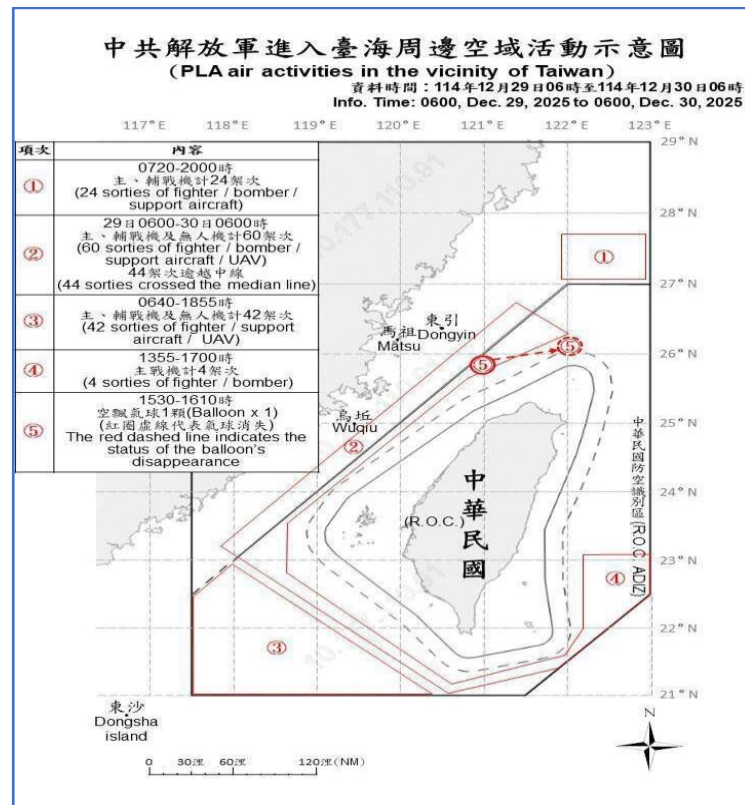 中共解放軍進入臺海周邊空域活動示意圖
(PLA air activities in the vicinity of Taiwan)
資料時間：114年12月29日06時至114年12月30日06時
Info. Time: 0600, Dec. 29, 2025 to 0600, Dec. 30, 2025
117°E 118°E 119°E 120°E 121°E 122°E 123°E
29°N
28°N
27°N
26°N
25°N
24°N
23°N
22°N
21°N
項次 內容
①
0720-2000時
主、輔戰機計24架次
(24 sorties of fighter / bomber /
support aircraft)
②
29日0600-30日0600時
主、輔戰機及無人機計60架次
(60 sorties of fighter / bomber /
support aircraft / UAV)
44架次逾越中線
(44 sorties crossed the median line)
③
0640-1855時
主、輔戰機及無人機計42架次
(42 sorties of fighter / support
aircraft / UAV)
④
1355-1700時
主戰機計4架次
(4 sorties of fighter / bomber)
⑤
1530-1610時
空飄氣球1顆(Balloon x 1)
(紅圈虛線代表氣球消失)
The red dashed line indicates the
status of the balloon's
disappearance
①
東引
Dongyin
馬祖
Matsu
⑤
⑤
烏坵
Wuqiu
②
中華民國
(R.O.C.)
中華民國防空識別區(R.O.C. ADIZ)
④
③
東沙
Dongsha
island
N
0 30浬 60浬 120浬(NM)